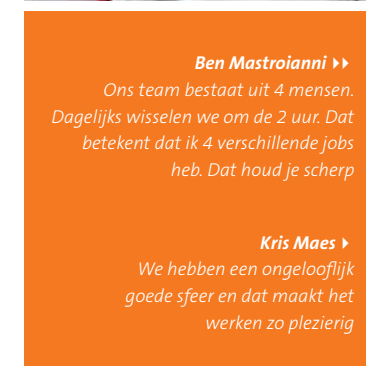 Ben Mastroianni
Ons team bestaat uit 4 mensen.
Dagelijks wisselen we om de 2 uur. Dat
betekent dat ik 4 verschillende jobs
heb. Dat houd je scherp
Kris Maes
We hebben een ongelooflijk
goede sfeer en dat maakt het
werken zo plezierig